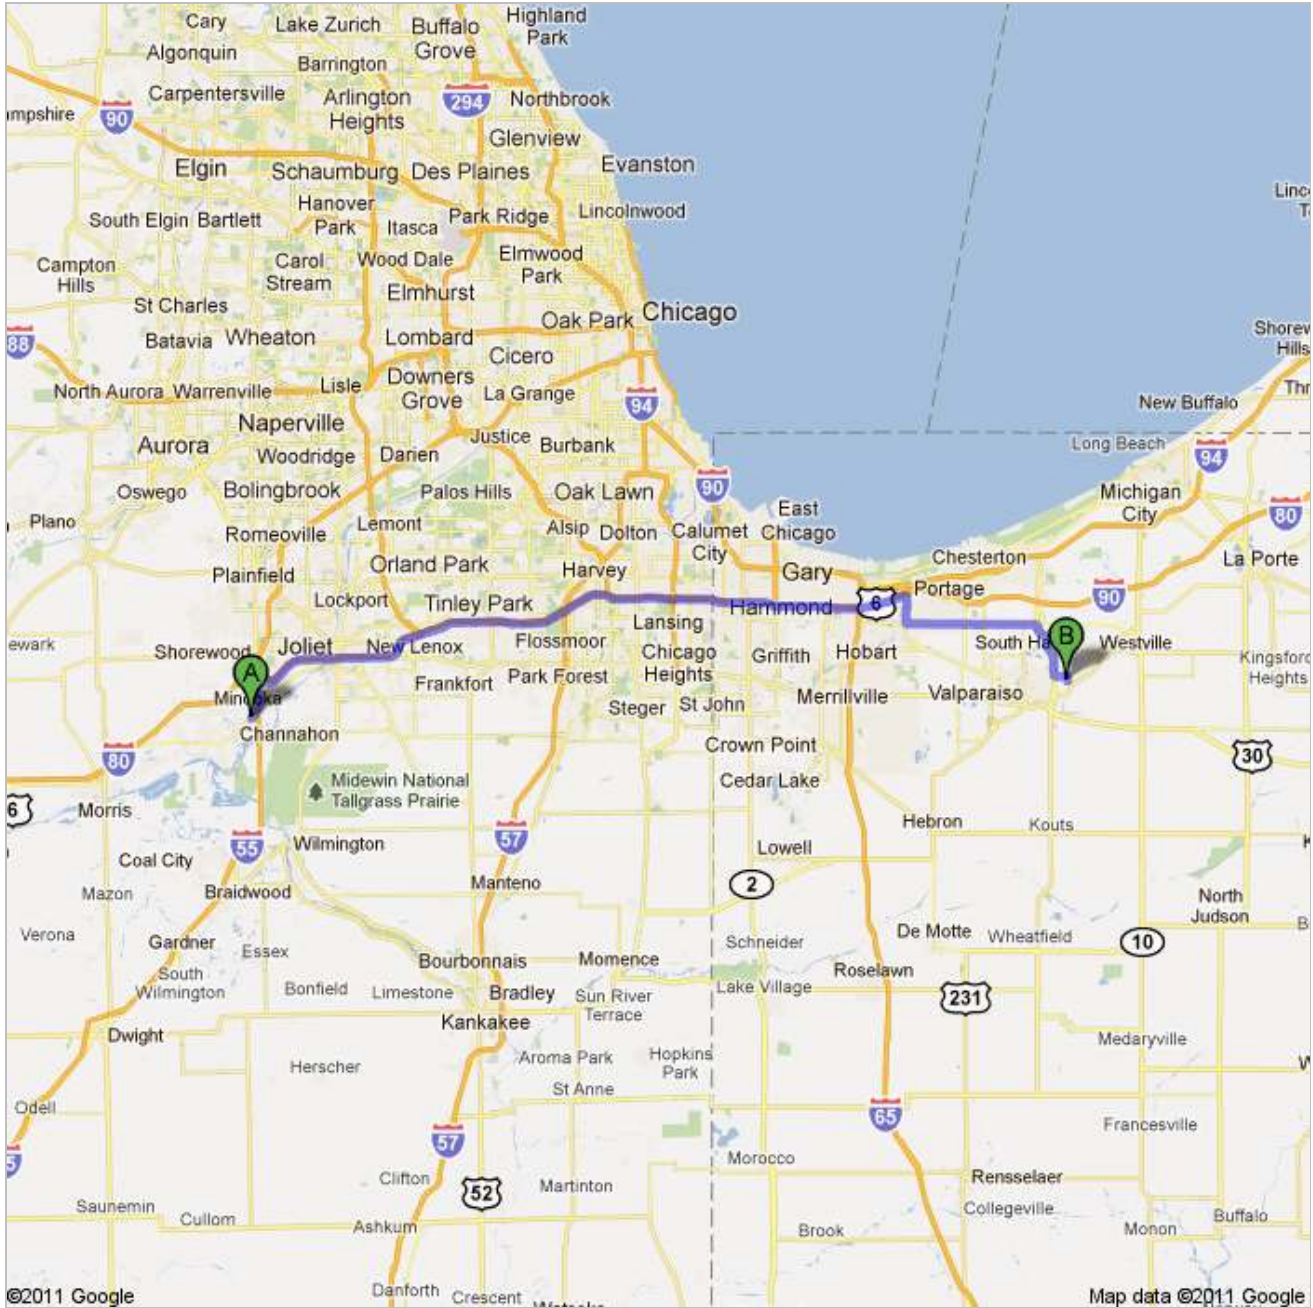 Cary
Lake Zurich
Buffalo
Grove
Highland
Park
Algonquin
Barrington
Carpentersville
Arlington
Heights
294
Northbrook
ampshire
90
Glenview
Elgin
Schaumburg
Des Plaines
Evanston
Hanover
Park
South Elgin
Bartlett
Itasca
Park Ridge
Lincolnwood
Campton
Hills
Carol
Stream
Wood Dale
Elmwood
Park
Elmhurst
St Charles
Oak Park
Chicago
88
Batavia
Wheaton
Lombard
Cicero
Shorew
Hills
North Aurora
Warrenville
Lisle
Downers
Grove
La Grange
94
New Buffalo
Thr
Naperville
Aurora
Woodridge
Darien
Justice
Burbank
Long Beach
94
Oswego
Bolingbrook
Palos Hills
Oak Lawn
90
Michigan
City
80
Plano
Romeoville
Lemont
Alsip
Dolton
Calumet
City
East
Chicago
Chesterton
La Porte
Plainfield
Orland Park
Harvey
Gary
Portage
90
Lockport
Tinley Park
Hammond
6
ewark
Shorewood
Joliet
New Lenox
Flossmoor
Lansing
Chicago
Heights
Griffith
Hobart
South Ha
B
Westville
Kingsford
Heights
A
Minooka
Frankfort
Park Forest
Steger
St John
Merrillville
Valparaiso
Channahon
80
Crown Point
30
Midewin National
Tallgrass Prairie
Cedar Lake
6
Morris
55
Wilmington
57
Hebron
Kouts
Coal City
Lowell
Mazon
Braidwood
Manteno
2
North
Judson
Verona
Gardner
Essex
Schneider
De Motte
Wheatfield
10
South
Wilmington
Bourbonnais
Momence
Roselawn
Bonfield
Limestone
Bradley
Sun River
Terrace
Lake Village
231
Dwight
Kankakee
Medaryville
Herscher
Aroma Park
Hopkins
Park
St Anne
Odell
65
Francesville
57
5
Morocco
Clifton
52
Martinton
Rensselaer
Saunemin
Cullom
Ashkum
Collegeville
Brook
Monon
Buffalo
Danforth
Crescent
©2011 Google
Map data ©2011 Google